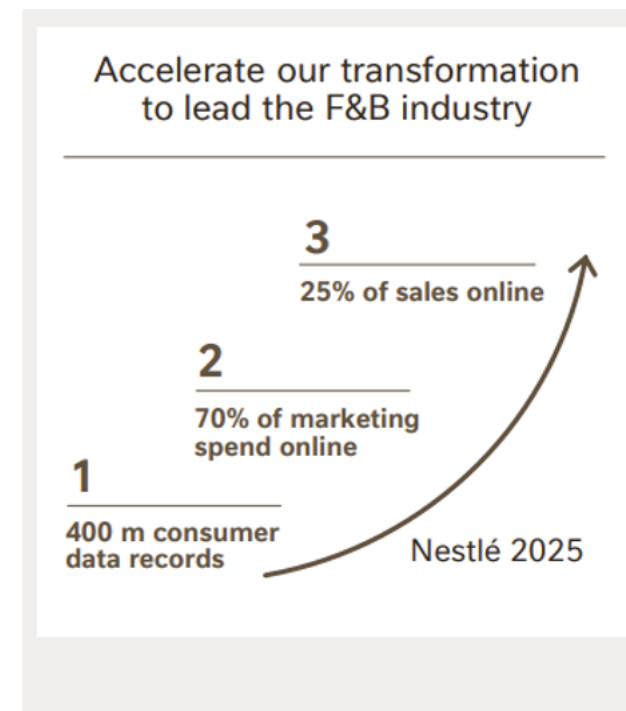 Accelerate our transformation
to lead the F&B industry
3
25% of sales online
2
70% of marketing
spend online
1
400 m consumer
data records
Nestlé 2025